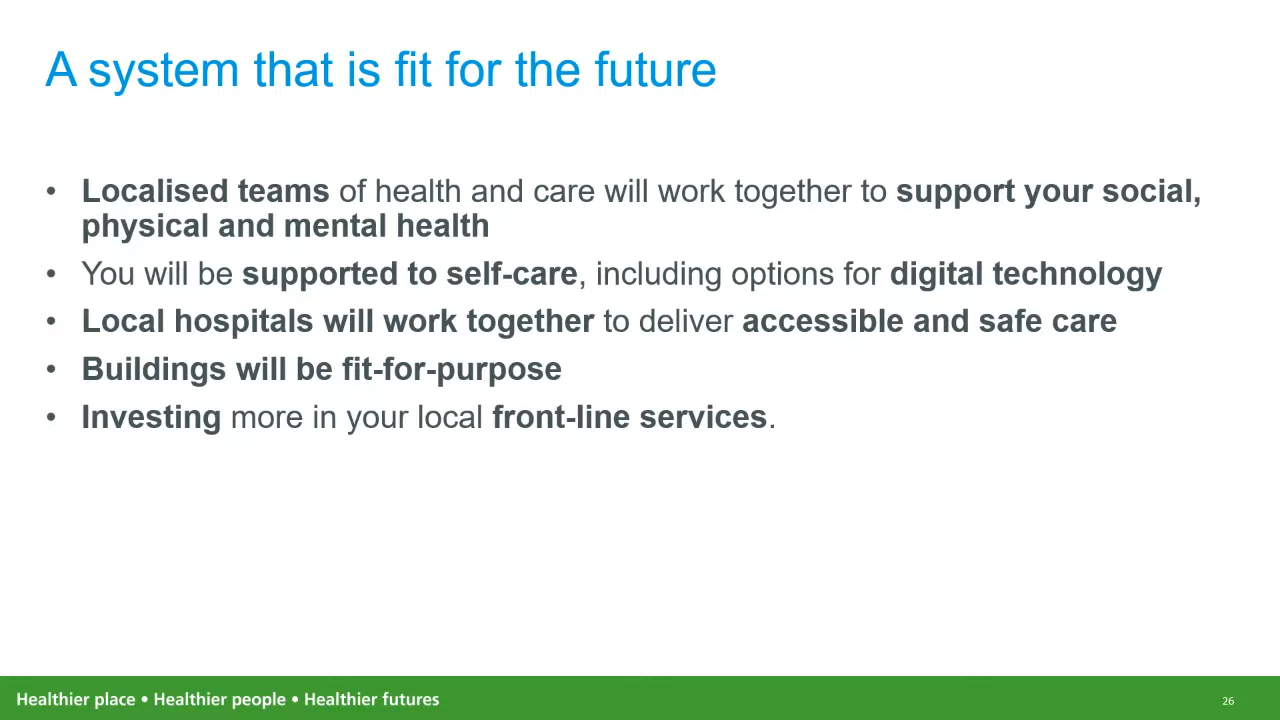 A system that is fit for the future
• Localised teams of health and care will work together to support your social,
physical and mental health
• You will be supported to self-care, including options for digital technology
• Local hospitals will work together to deliver accessible and safe care
• Buildings will be fit-for-purpose
• Investing more in your local front-line services.
Healthier place • Healthier people • Healthier futures
26